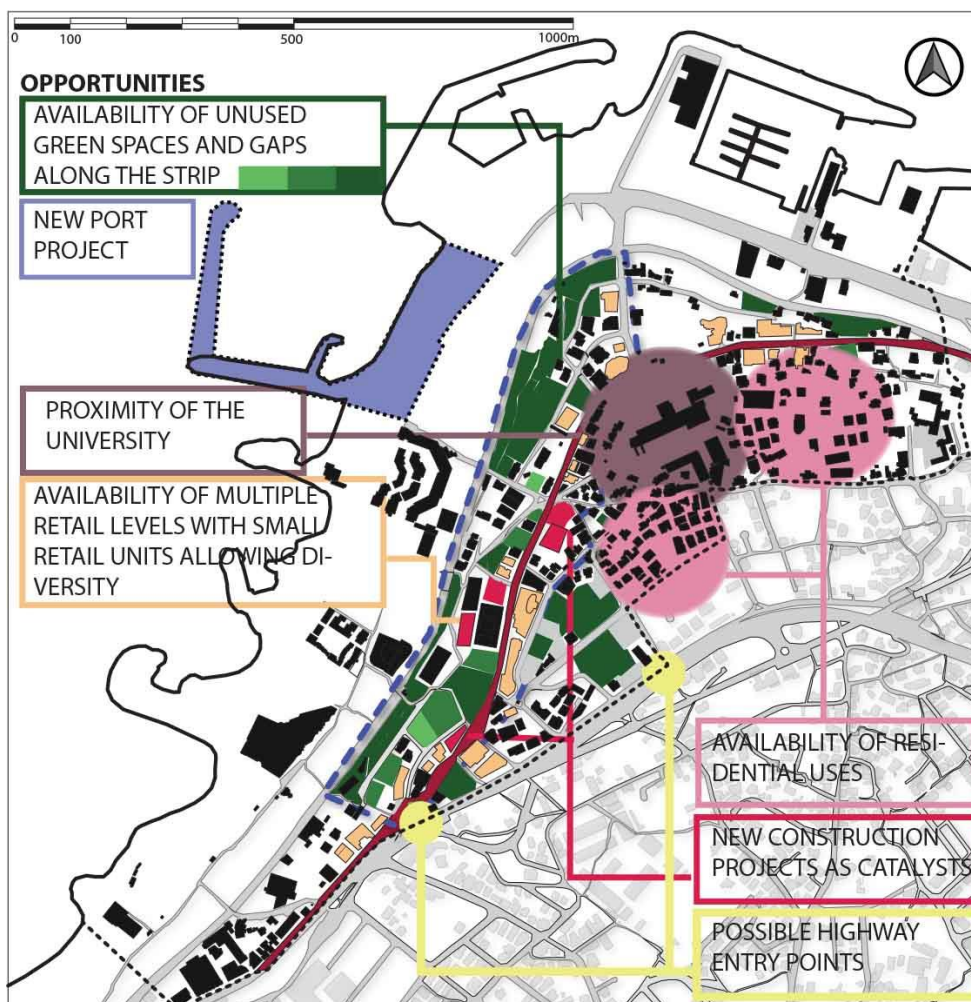 0 100 500 1000m
OPPORTUNITIES
AVAILABILITY OF UNUSED
GREEN SPACES AND GAPS
ALONG THE STRIP
NEW PORT
PROJECT
PROXIMITY OF THE
UNIVERSITY
AVAILABILITY OF MULTIPLE
RETAIL LEVELS WITH SMALL
RETAIL UNITS ALLOWING DI-
VERSITY
AVAILABILITY OF RESI-
DENTIAL USES
NEW CONSTRUCTION
PROJECTS AS CATALYSTS
POSSIBLE HIGHWAY
ENTRY POINTS